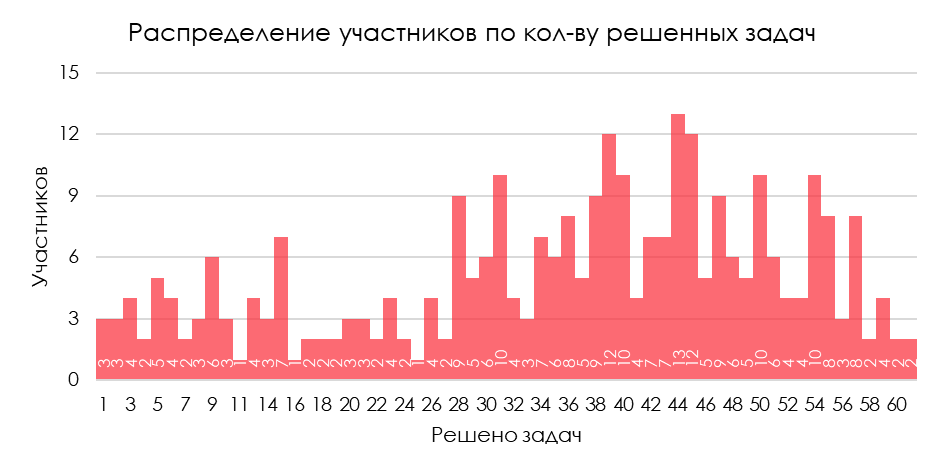 Распределение участников по кол-ву решенных задач
Участников
15
12
9
6
3
0
3 3 4 2 5 4 2 3 6 3 1 4 3 7 1 2 2 2 3 3 2 4 2 1 4 2 9 5 6 10 4 3 7 6 8 5 9 12 10 4 7 7 13 12 5 9 6 5 10 6 4 4 10 8 3 8 2 4 2 2
1 3 5 7 9 11 14 16 18 20 22 24 26 28 30 32 34 36 38 40 42 44 46 48 50 52 54 56 58 60
Решено задач